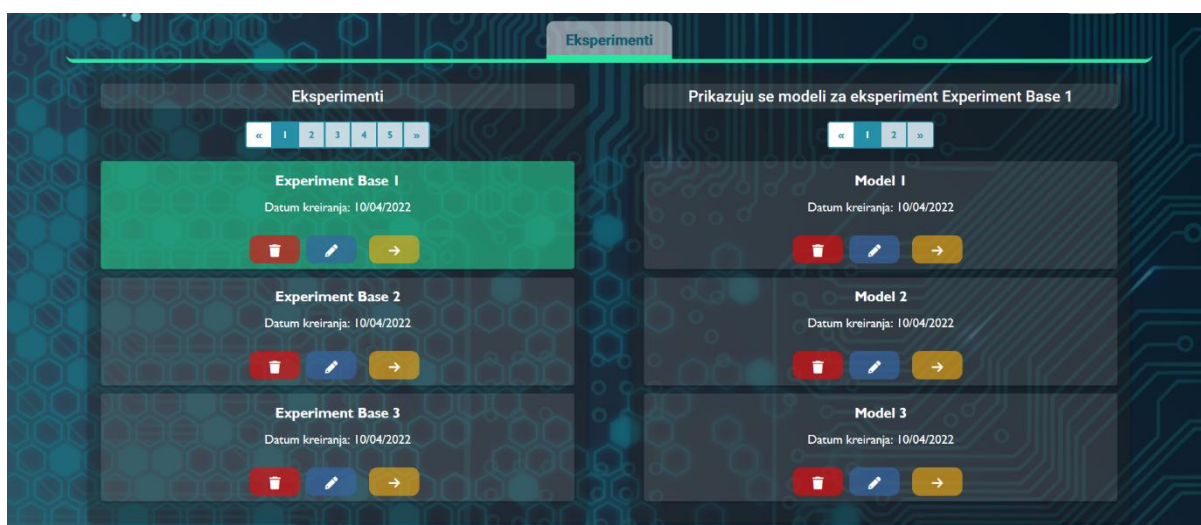 Eksperimenti
Eksperimenti
« 1 2 3 4 5 »
Experiment Base 1
Datum kreiranja: 10/04/2022
Experiment Base 2
Datum kreiranja: 10/04/2022
Experiment Base 3
Datum kreiranja: 10/04/2022
Prikazuju se modeli za eksperiment Experiment Base 1
« 1 2 »
Model 1
Datum kreiranja: 10/04/2022
Model 2
Datum kreiranja: 10/04/2022
Model 3
Datum kreiranja: 10/04/2022